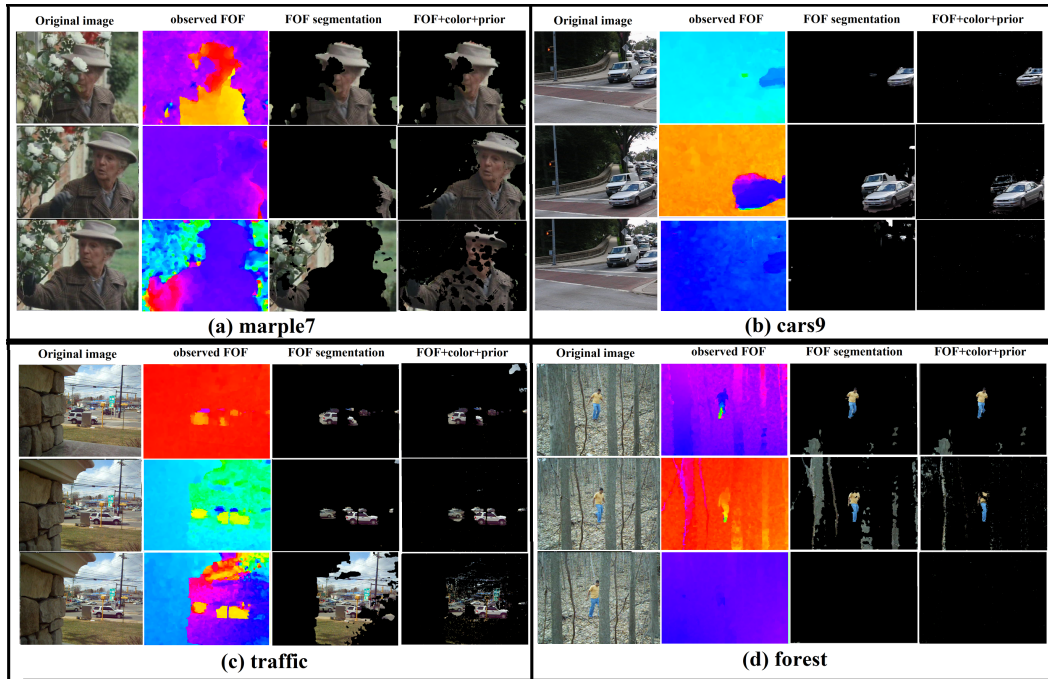 Original image observed FOF FOF segmentation FOF+color+prior
(a) marple7
Original image observed FOF FOF segmentation FOF+color+prior
(b) cars9
Original image observed FOF FOF segmentation FOF+color+prior
(c) traffic
Original image observed FOF FOF segmentation FOF+color+prior
(d) forest